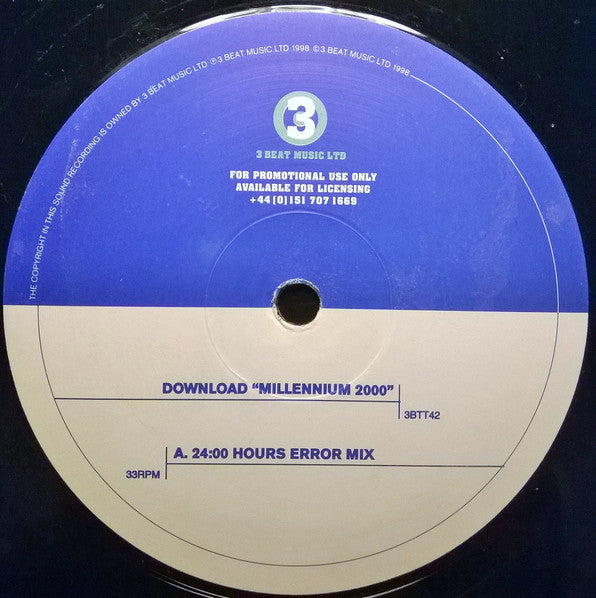 THE COPYRIGHT IN THIS SOUND RECORDING IS OWNED BY 3 BEAT MUSIC LTD ℗ 3 BEAT MUSIC LTD 1998 © 3 BEAT MUSIC LTD 1998
3
3 BEAT MUSIC LTD
FOR PROMOTIONAL USE ONLY
AVAILABLE FOR LICENSING
+44 (0)151 707 1669
DOWNLOAD “MILLENNIUM 2000”
3BTT42
A. 24:00 HOURS ERROR MIX
33RPM